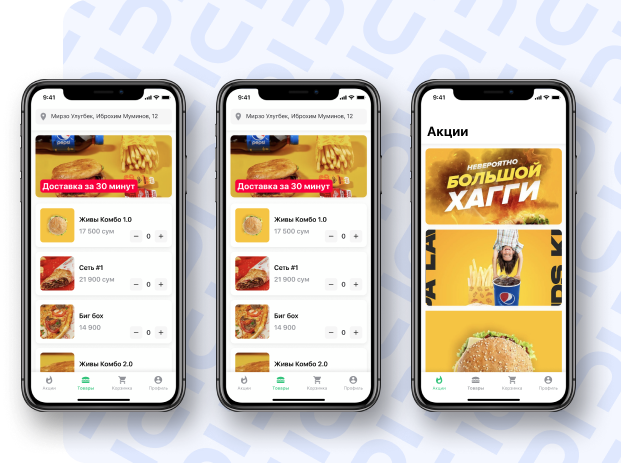 9:41
Мирзо Улугбек, Иброхим Муминов, 12
pepsi
Доставка за 30 минут
Живы Комбо 1.0
17 500 сум
− 0 +
Сеть #1
21 900 сум
− 0 +
Биг бох
14 900
− 0 +
Живы Комбо 2.0
Акции Товары Корзинка Профиль
9:41
Мирзо Улугбек, Иброхим Муминов, 12
pepsi
Доставка за 30 минут
Живы Комбо 1.0
17 500 сум
− 0 +
Сеть #1
21 900 сум
− 0 +
Биг бох
14 900
− 0 +
Живы Комбо 2.0
Акции Товары Корзинка Профиль
9:41
Акции
НЕВЕРОЯТНО
БОЛЬШОЙ
ХАГГИ
Акции Товары Корзинка Профиль